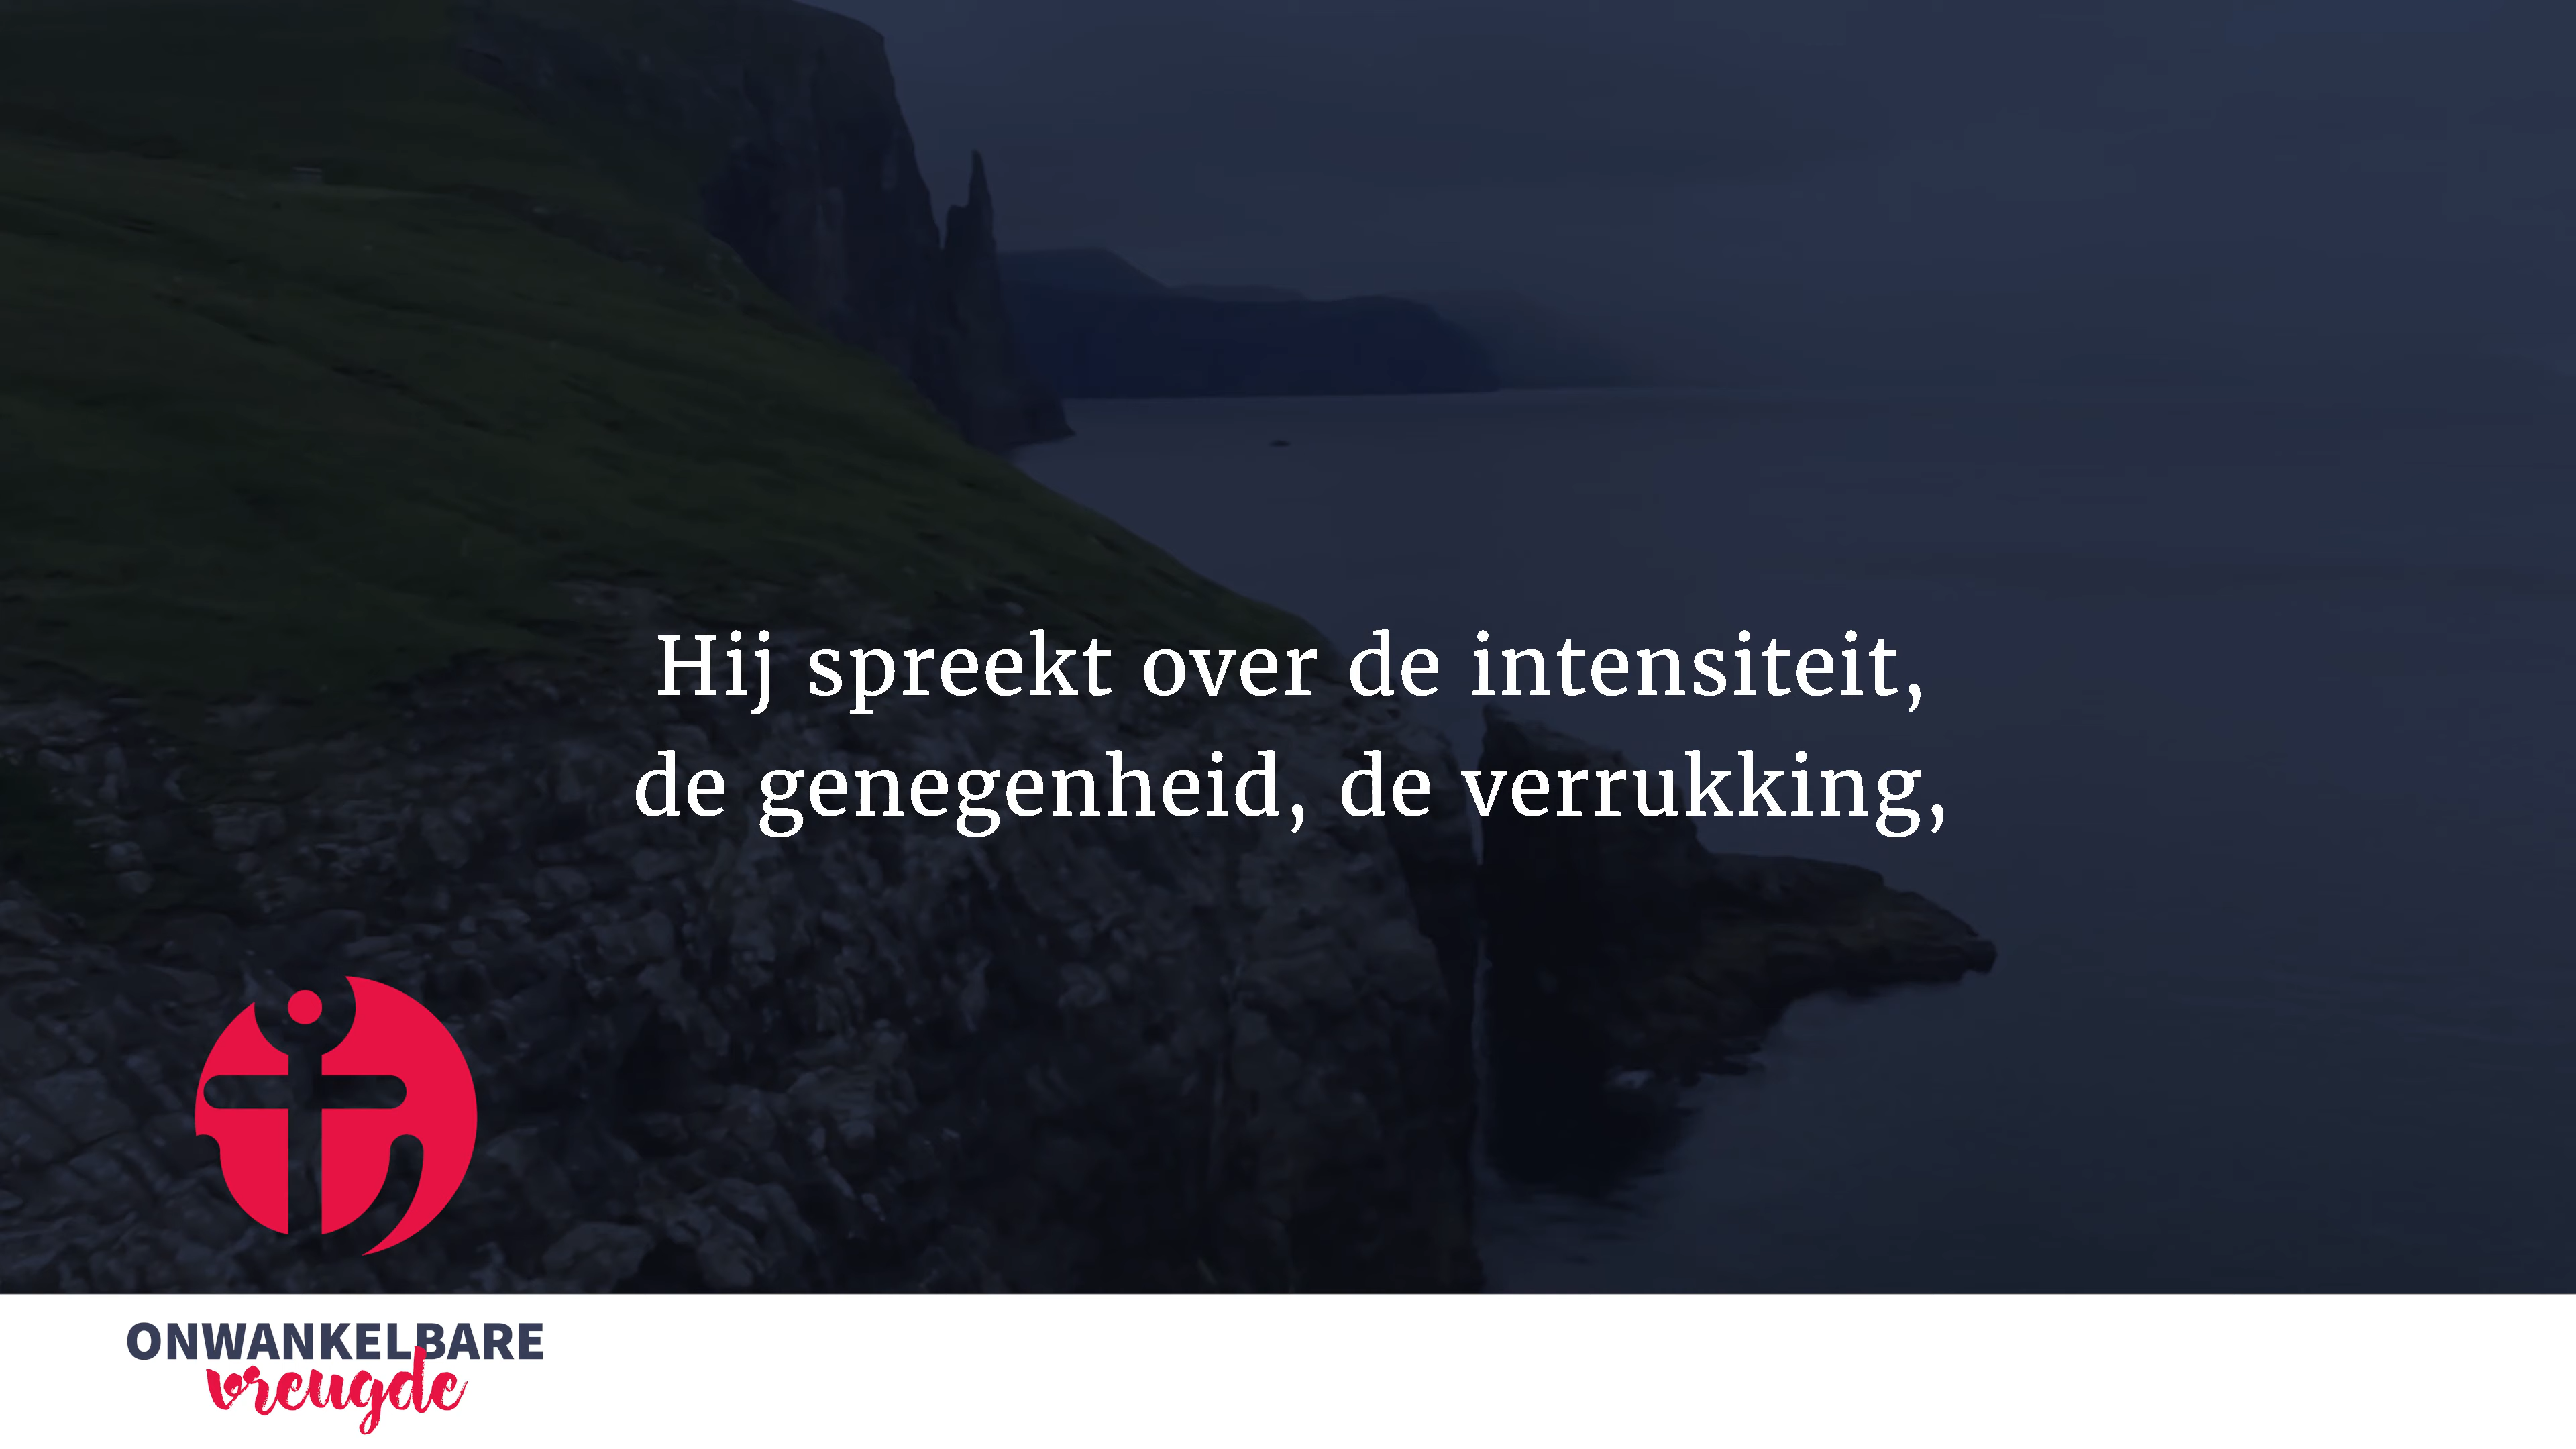 Hij spreekt over de intensiteit,
de genegenheid, de verrukking,
ONWANKELBARE
vreugde